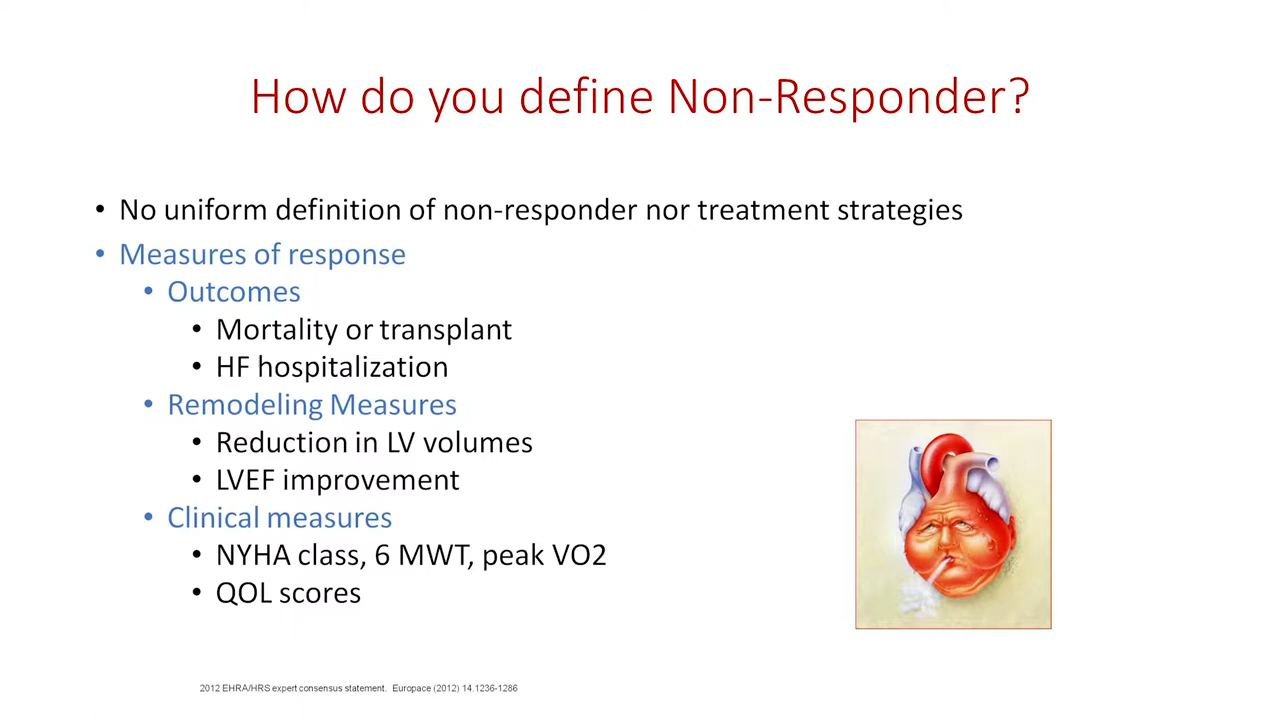 How do you define Non-Responder?
• No uniform definition of non-responder nor treatment strategies
• Measures of response
• Outcomes
• Mortality or transplant
• HF hospitalization
• Remodeling Measures
• Reduction in LV volumes
• LVEF improvement
• Clinical measures
• NYHA class, 6 MWT, peak VO2
• QOL scores
2012 EHRA/HRS expert consensus statement. Europace (2012) 14.1236-1286